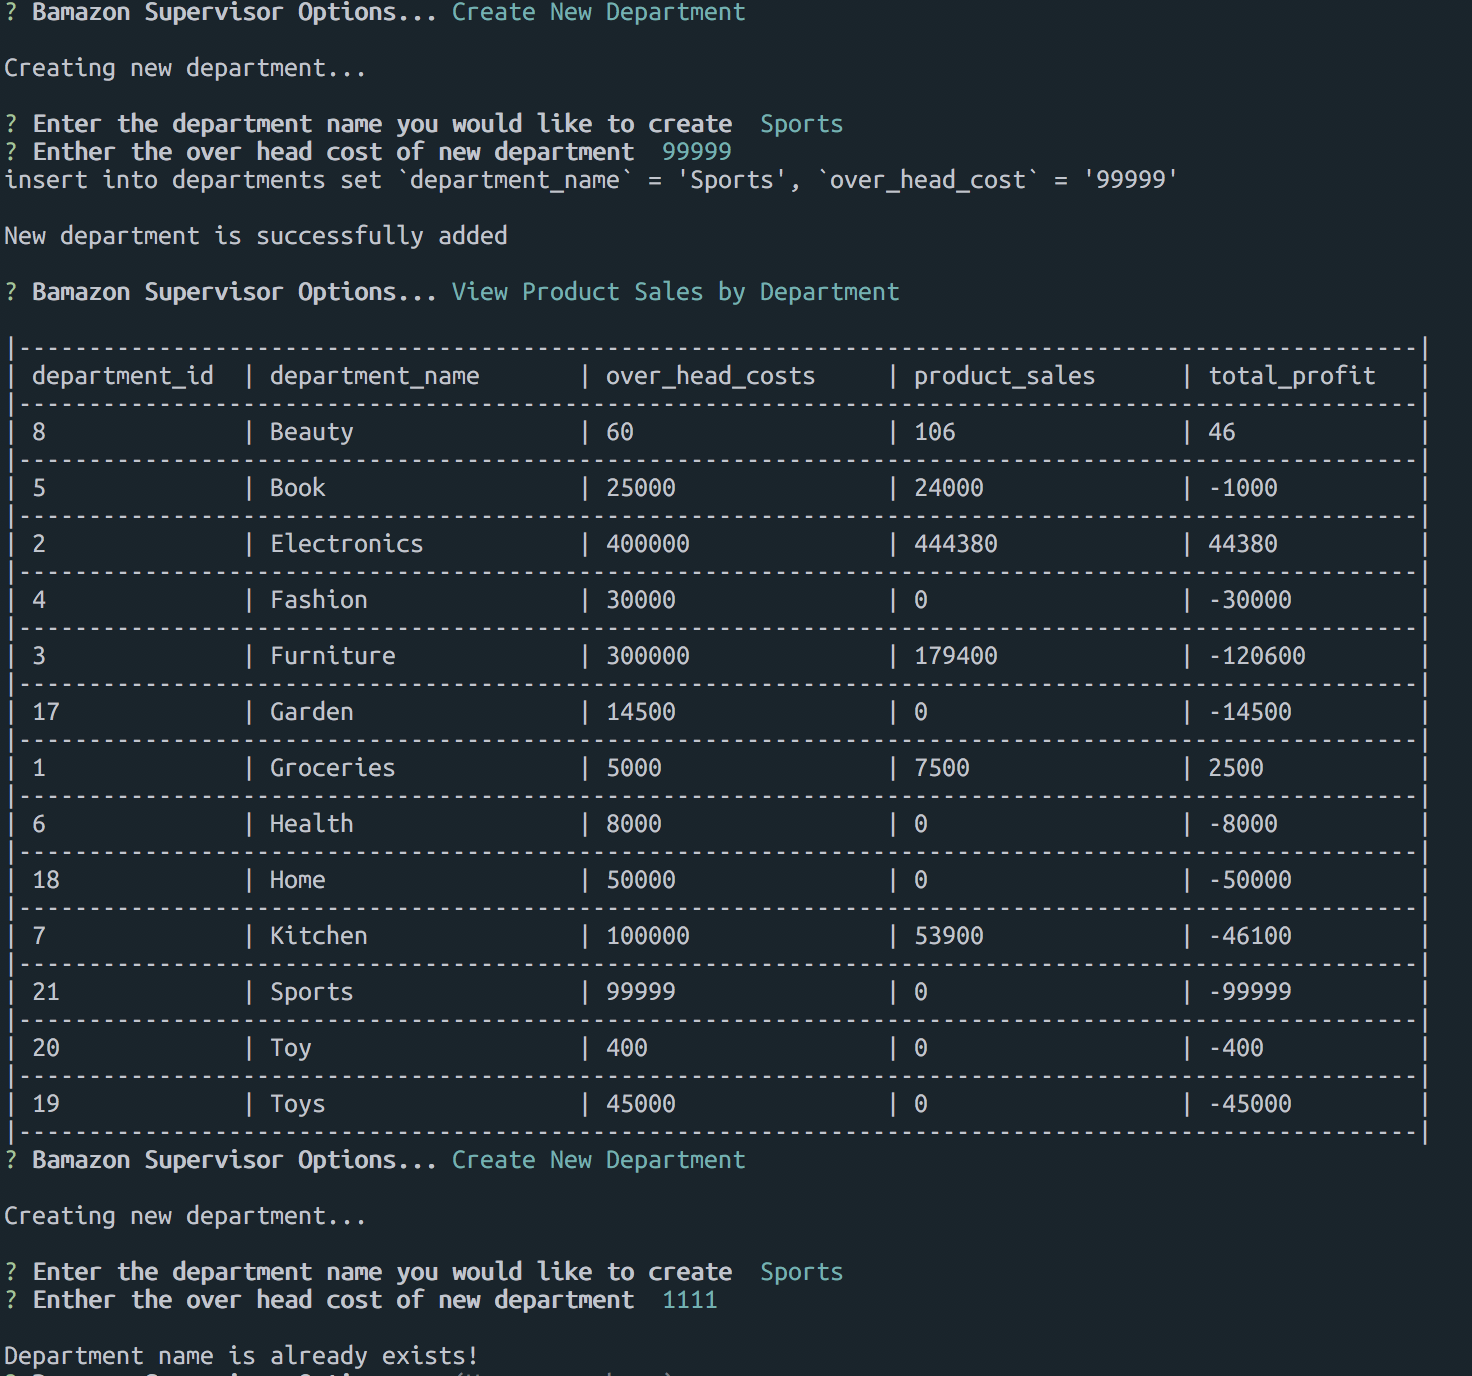 ? Bamazon Supervisor Options... Create New Department
Creating new department...
? Enter the department name you would like to create  Sports
? Enther the over head cost of new department  99999
insert into departments set `department_name` = 'Sports', `over_head_cost` = '99999'
New department is successfully added
? Bamazon Supervisor Options... View Product Sales by Department
| department_id | department_name | over_head_costs | product_sales | total_profit |
| 8 | Beauty | 60 | 106 | 46 |
| 5 | Book | 25000 | 24000 | -1000 |
| 2 | Electronics | 400000 | 444380 | 44380 |
| 4 | Fashion | 30000 | 0 | -30000 |
| 3 | Furniture | 300000 | 179400 | -120600 |
| 17 | Garden | 14500 | 0 | -14500 |
| 1 | Groceries | 5000 | 7500 | 2500 |
| 6 | Health | 8000 | 0 | -8000 |
| 18 | Home | 50000 | 0 | -50000 |
| 7 | Kitchen | 100000 | 53900 | -46100 |
| 21 | Sports | 99999 | 0 | -99999 |
| 20 | Toy | 400 | 0 | -400 |
| 19 | Toys | 45000 | 0 | -45000 |
? Bamazon Supervisor Options... Create New Department
Creating new department...
? Enter the department name you would like to create  Sports
? Enther the over head cost of new department  1111
Department name is already exists!